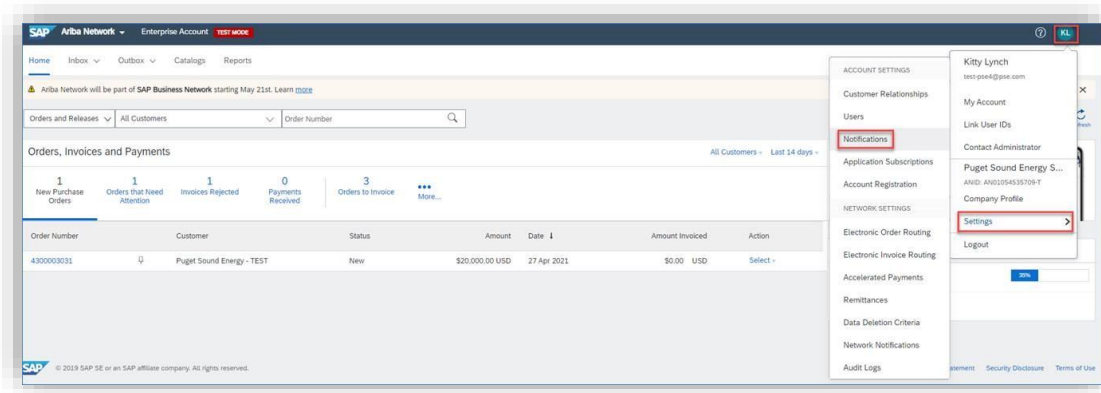 SAP Ariba Network Enterprise Account TEST MODE
KL
Home Inbox Outbox Catalogs Reports
Ariba Network will be part of SAP Business Network starting May 21st. Learn more
Orders and Releases All Customers Order Number
Orders, Invoices and Payments
All Customers Last 14 days
1 New Purchase Orders
1 Orders that Need Attention
1 Invoices Rejected
0 Payments Received
3 Orders to Invoice
More...
Order Number Customer Status Amount Date Amount Invoiced Action
4300003031 Puget Sound Energy - TEST New $20,000.00 USD 27 Apr 2021 $0.00 USD Select
ACCOUNT SETTINGS
Customer Relationships
Users
Notifications
Application Subscriptions
Account Registration
NETWORK SETTINGS
Electronic Order Routing
Electronic Invoice Routing
Accelerated Payments
Remittances
Data Deletion Criteria
Network Notifications
Audit Logs
Kitty Lynch
test-pse4@pse.com
My Account
Link User IDs
Contact Administrator
Puget Sound Energy S...
ANID: AN01054535709-T
Company Profile
Settings
Logout
35%
SAP © 2019 SAP SE or an SAP affiliate company. All rights reserved.
Security Disclosure Terms of Use